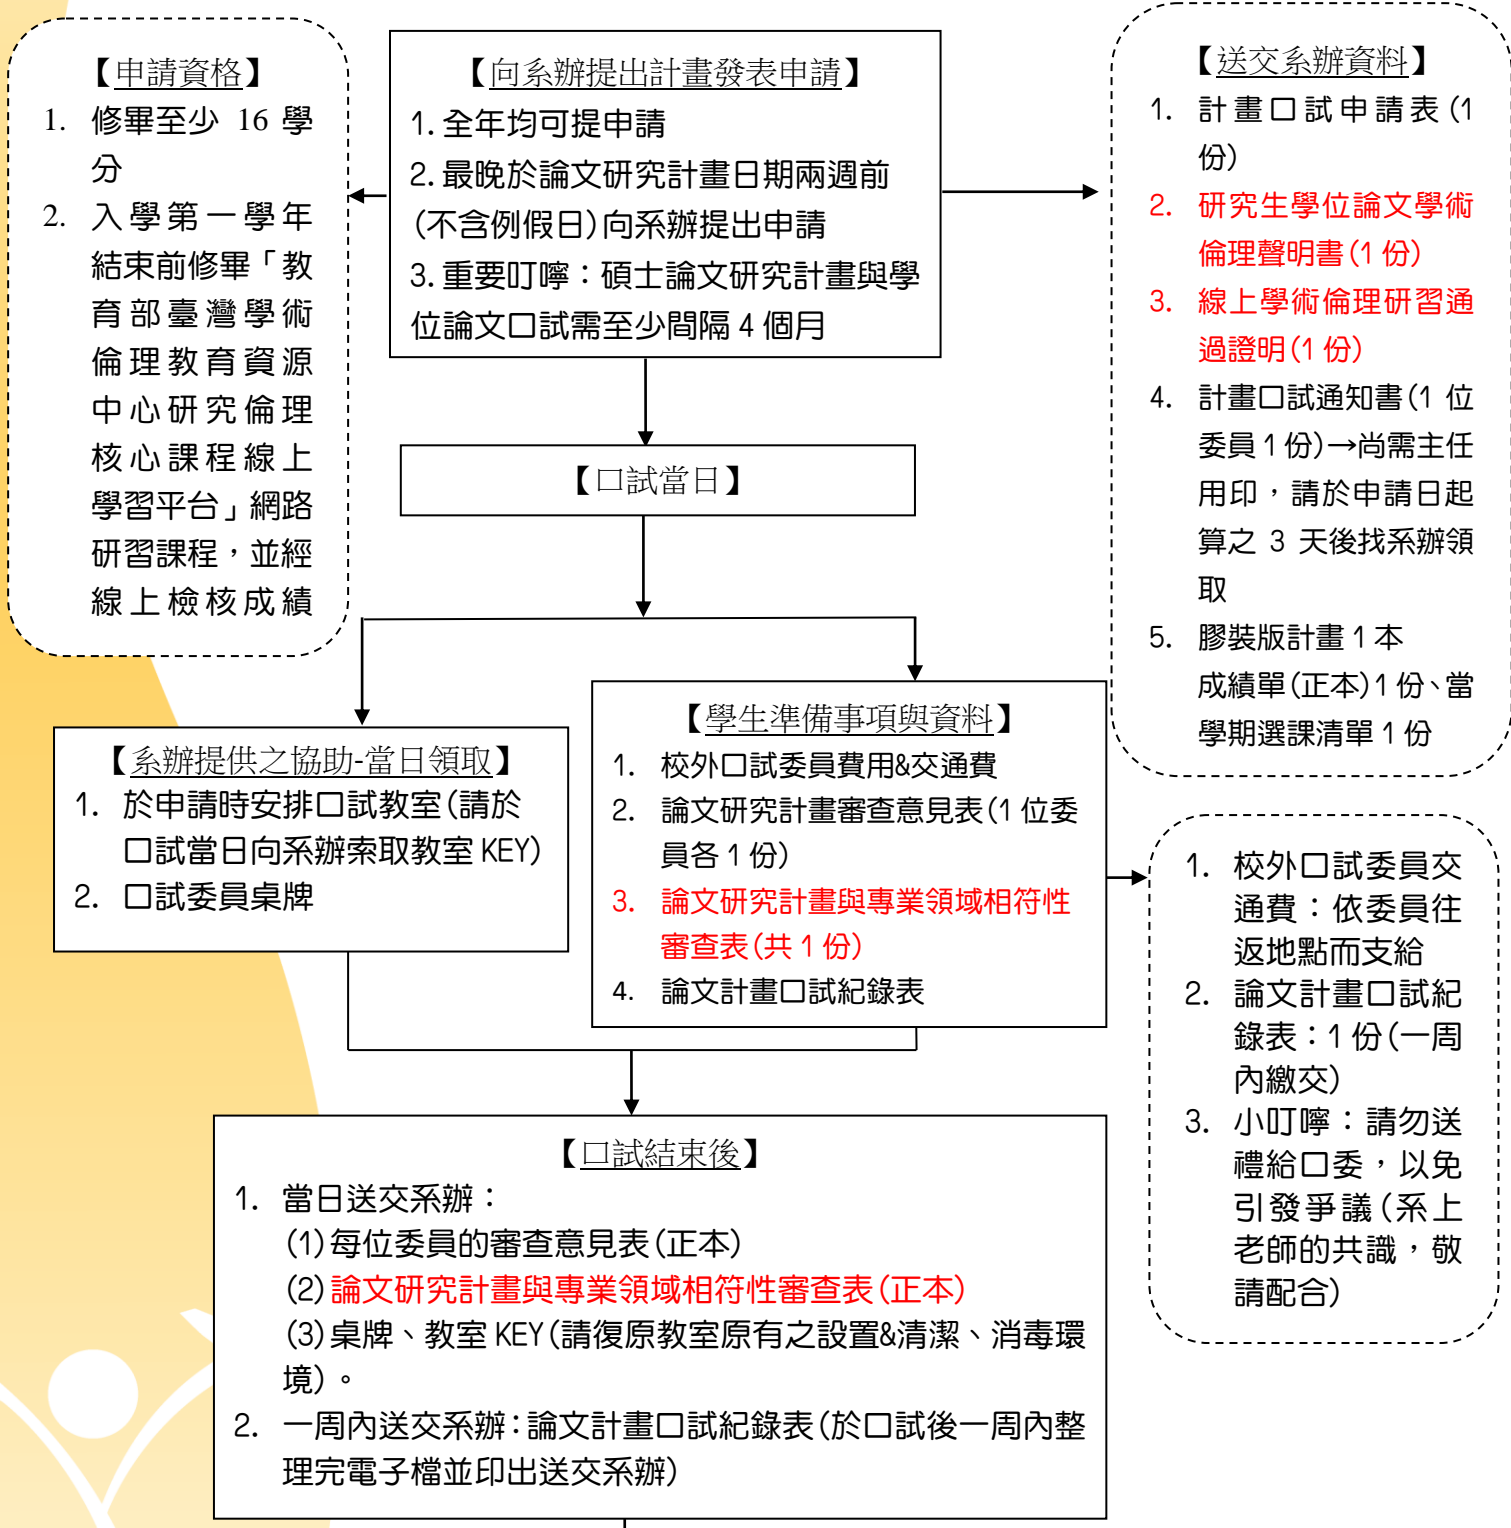 【申請資格】
1. 修畢至少 16 學
分
2. 入學第一學年
結束前修畢「教
育部臺灣學術
倫理教育資源
中心研究倫理
核心課程線上
學習平台」網路
研習課程，並經
線上檢核成績
【向系辦提出計畫發表申請】
1.全年均可提申請
2.最晚於論文研究計畫日期兩週前
(不含例假日)向系辦提出申請
3.重要叮嚀：碩士論文研究計畫與學
位論文口試需至少間隔 4 個月
【送交系辦資料】
1. 計畫口試申請表(1
份)
2. 研究生學位論文學術
倫理聲明書(1 份)
3. 線上學術倫理研習通
過證明(1 份)
4. 計畫口試通知書(1 位
委員 1 份)→尚需主任
用印，請於申請日起
算之 3 天後找系辦領
取
5. 膠裝版計畫 1 本
成績單(正本)1 份、當
學期選課清單 1 份
【口試當日】
【系辦提供之協助-當日領取】
1. 於申請時安排口試教室(請於
口試當日向系辦索取教室 KEY)
2. 口試委員桌牌
【學生準備事項與資料】
1. 校外口試委員費用&交通費
2. 論文研究計畫審查意見表(1 位委
員各 1 份)
3. 論文研究計畫與專業領域相符性
審查表(共 1 份)
4. 論文計畫口試紀錄表
1. 校外口試委員交
通費：依委員往
返地點而支給
2. 論文計畫口試紀
錄表：1 份(一周
內繳交)
3. 小叮嚀：請勿送
禮給口委，以免
引發爭議(系上
老師的共識，敬
請配合)
【口試結束後】
1. 當日送交系辦：
(1)每位委員的審查意見表(正本)
(2)論文研究計畫與專業領域相符性審查表(正本)
(3)桌牌、教室 KEY(請復原教室原有之設置&清潔、消毒環
境)。
2. 一周內送交系辦：論文計畫口試紀錄表(於口試後一周內整
理完電子檔並印出送交系辦)